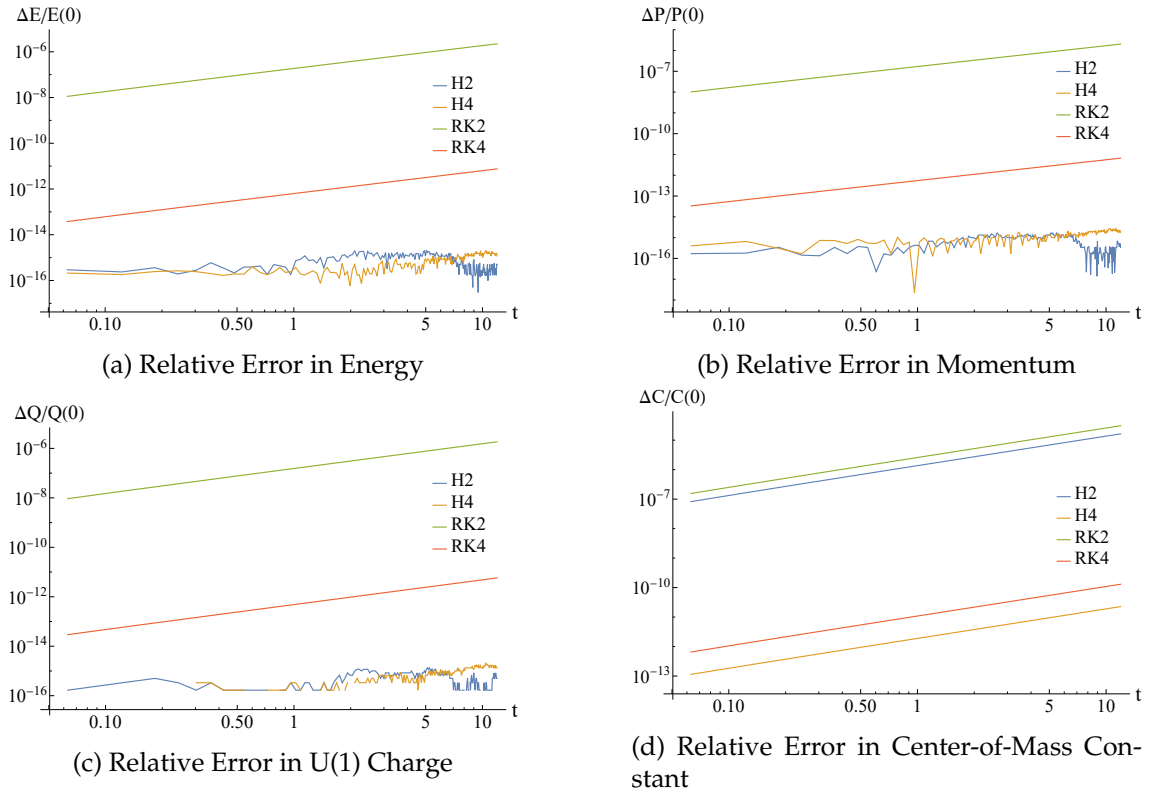 ΔE/E(0)
10⁻⁶
10⁻⁸
10⁻¹⁰
10⁻¹²
10⁻¹⁴
10⁻¹⁶
H2
H4
RK2
RK4
0.10 0.50 1 5 10 t
(a) Relative Error in Energy
ΔP/P(0)
10⁻⁷
10⁻¹⁰
10⁻¹³
10⁻¹⁶
H2
H4
RK2
RK4
0.10 0.50 1 5 10 t
(b) Relative Error in Momentum
ΔQ/Q(0)
10⁻⁶
10⁻⁸
10⁻¹⁰
10⁻¹²
10⁻¹⁴
10⁻¹⁶
H2
H4
RK2
RK4
0.10 0.50 1 5 10 t
(c) Relative Error in U(1) Charge
ΔC/C(0)
10⁻⁷
10⁻¹⁰
10⁻¹³
H2
H4
RK2
RK4
0.10 0.50 1 5 10 t
(d) Relative Error in Center-of-Mass Con-
stant